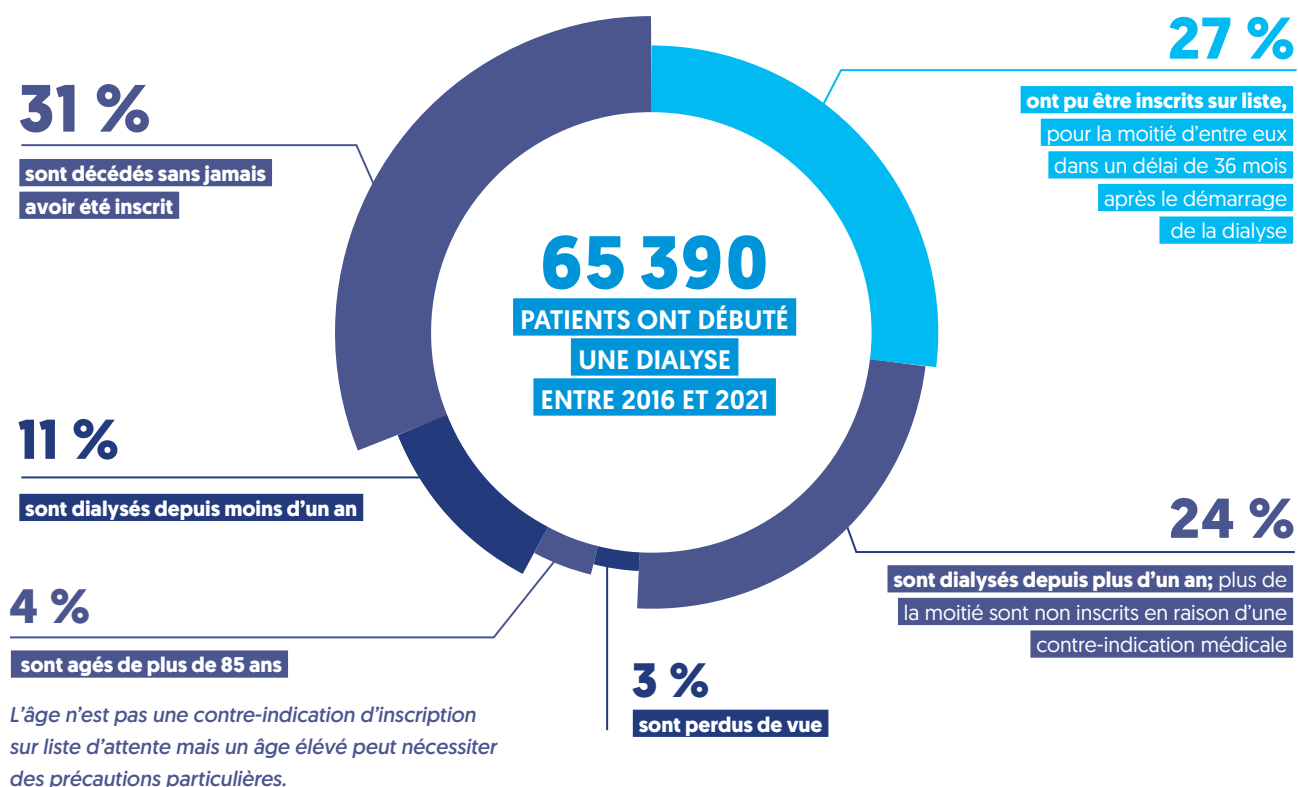 27 %
ont pu être inscrits sur liste,
pour la moitié d'entre eux
dans un délai de 36 mois
après le démarrage
de la dialyse
31 %
sont décédés sans jamais
avoir été inscrit
65 390
PATIENTS ONT DÉBUTÉ
UNE DIALYSE
ENTRE 2016 ET 2021
11 %
sont dialysés depuis moins d'un an
24 %
sont dialysés depuis plus d'un an; plus de
la moitié sont non inscrits en raison d'une
contre-indication médicale
4 %
sont agés de plus de 85 ans
L'âge n'est pas une contre-indication d'inscription
sur liste d'attente mais un âge élévé peut nécessiter
des précautions particulières.
3 %
sont perdus de vue